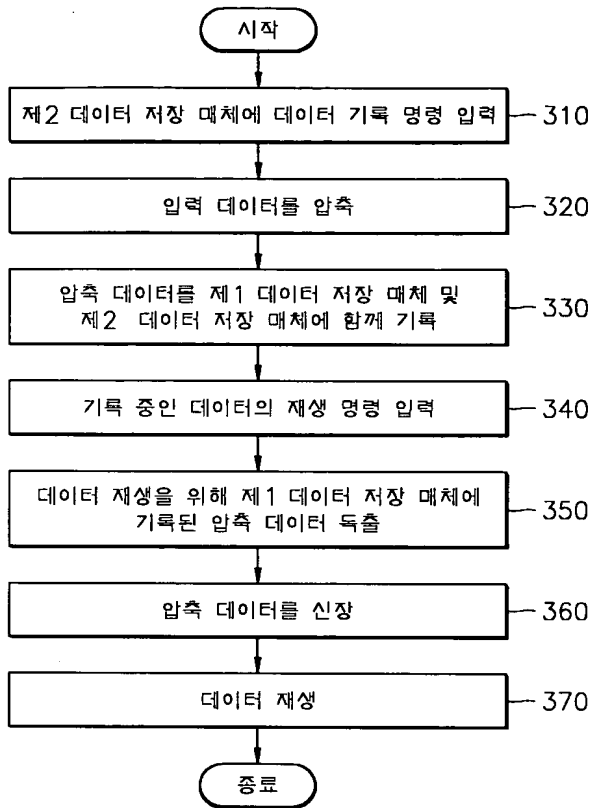 시작
제2 데이터 저장 매체에 데이터 기록 명령 입력
310
입력 데이터를 압축
320
압축 데이터를 제1 데이터 저장 매체 및
제2 데이터 저장 매체에 함께 기록
330
기록 중인 데이터의 재생 명령 입력
340
데이터 재생을 위해 제1 데이터 저장 매체에
기록된 압축 데이터 독출
350
압축 데이터를 신장
360
데이터 재생
370
종료